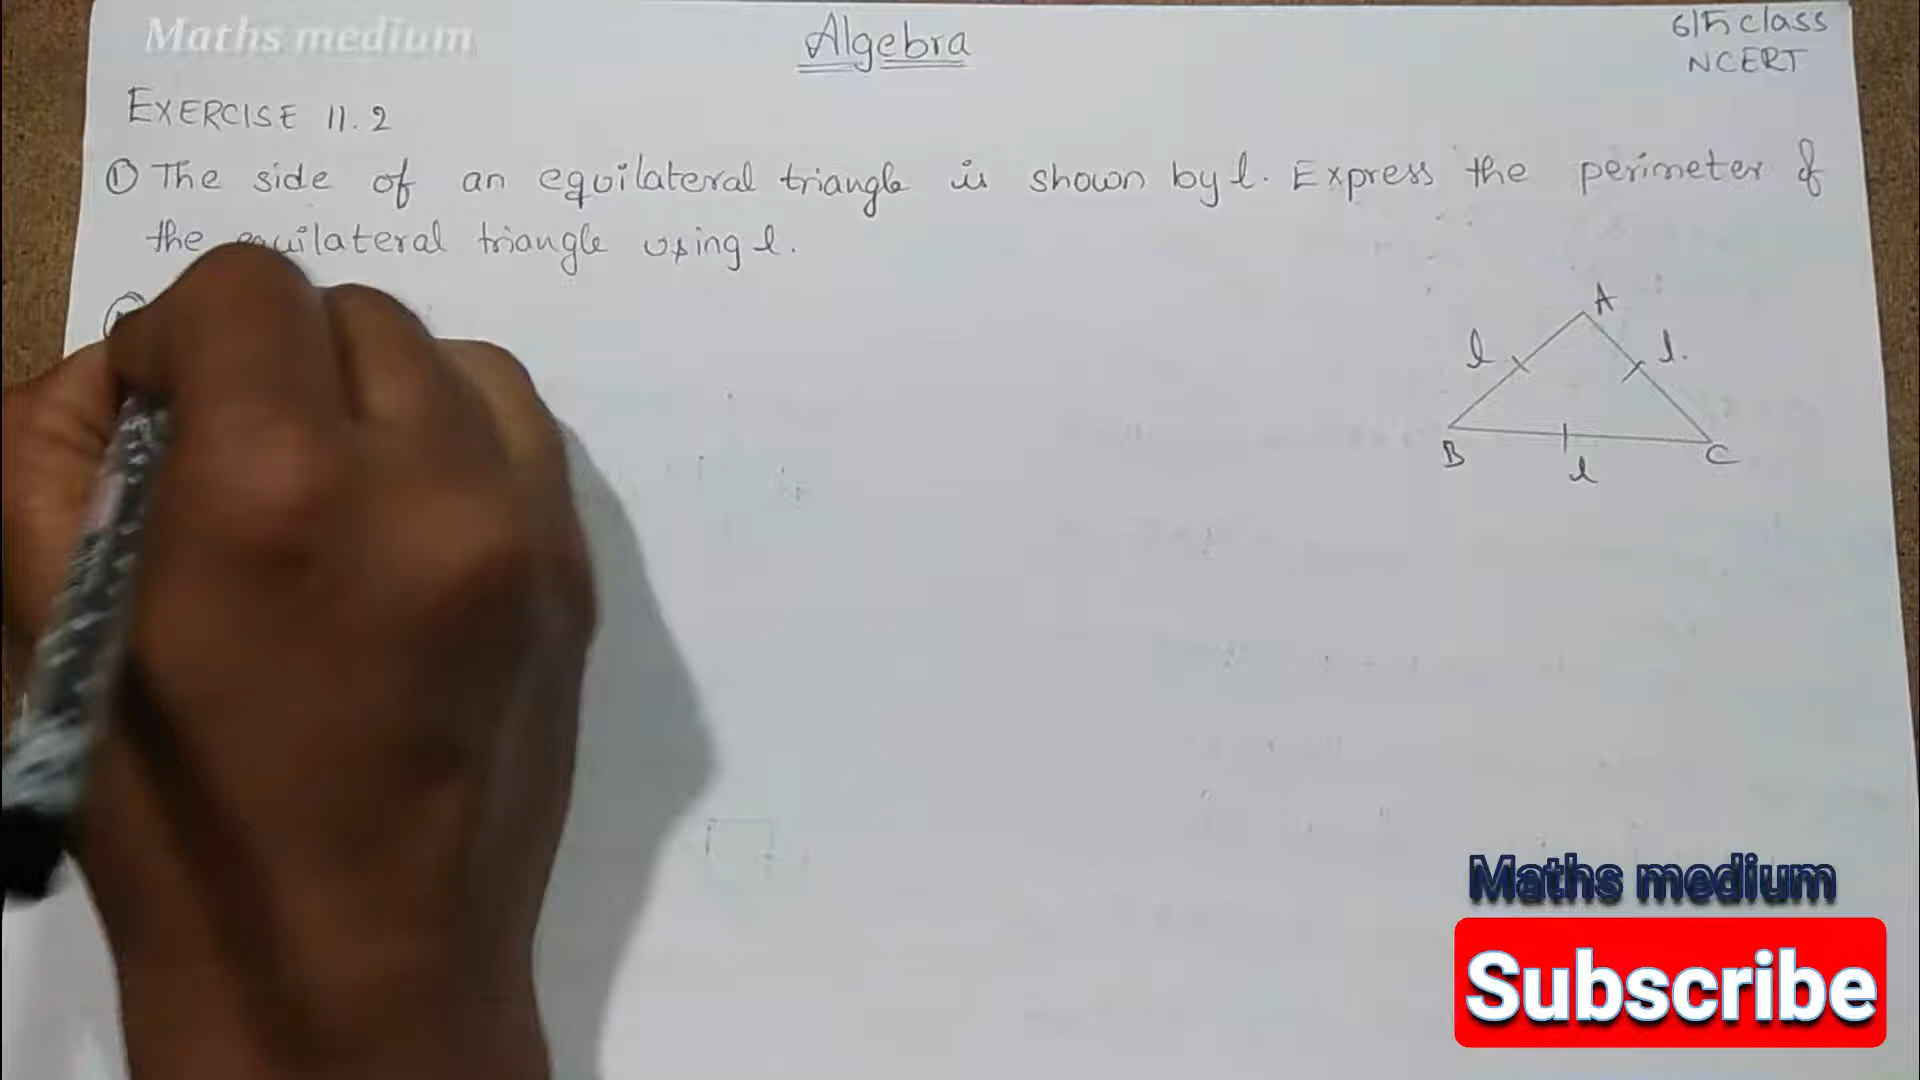 Maths medium
Algebra
6th class
NCERT
EXERCISE 11.2
① The side of an equilateral triangle is shown by l. Express the perimeter of
the equilateral triangle using l.
A
l
l.
B
C
l
Maths medium
Subscribe